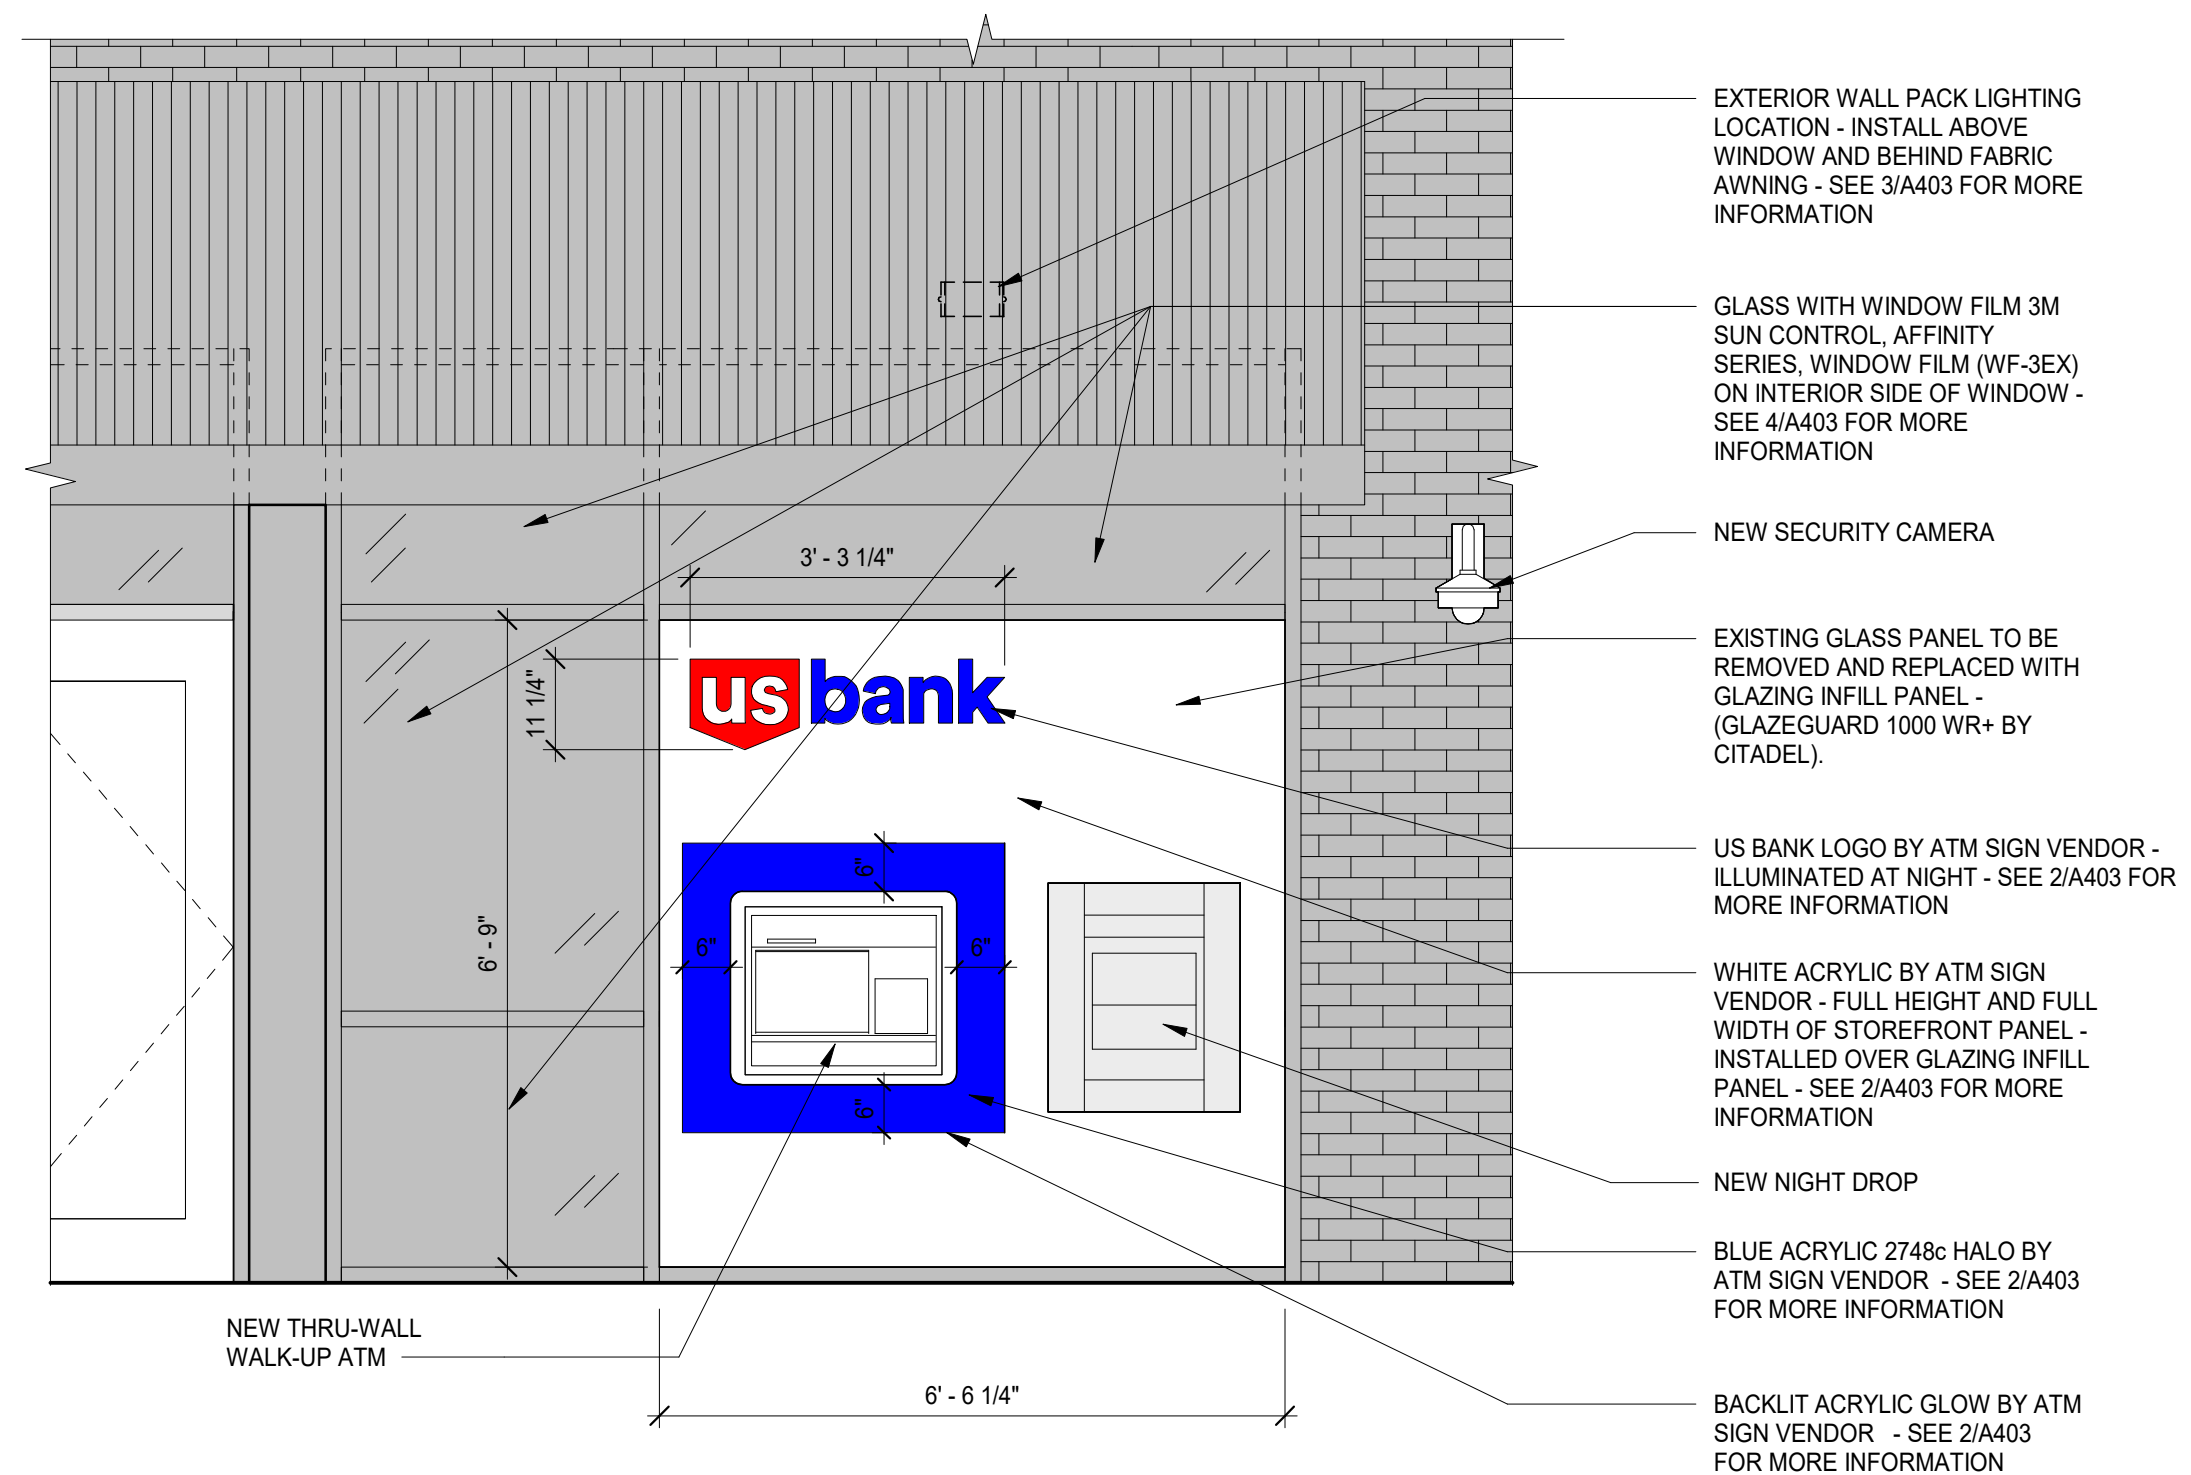 EXTERIOR WALL PACK LIGHTING
LOCATION - INSTALL ABOVE
WINDOW AND BEHIND FABRIC
AWNING - SEE 3/A403 FOR MORE
INFORMATION
GLASS WITH WINDOW FILM 3M
SUN CONTROL, AFFINITY
SERIES, WINDOW FILM (WF-3EX)
ON INTERIOR SIDE OF WINDOW -
SEE 4/A403 FOR MORE
INFORMATION
NEW SECURITY CAMERA
3' - 3 1/4"
EXISTING GLASS PANEL TO BE
REMOVED AND REPLACED WITH
GLAZING INFILL PANEL -
(GLAZEGUARD 1000 WR+ BY
CITADEL).
11 1/4"
us bank
US BANK LOGO BY ATM SIGN VENDOR -
ILLUMINATED AT NIGHT - SEE 2/A403 FOR
MORE INFORMATION
6"
6' - 9"
6"
6"
6"
WHITE ACRYLIC BY ATM SIGN
VENDOR - FULL HEIGHT AND FULL
WIDTH OF STOREFRONT PANEL -
INSTALLED OVER GLAZING INFILL
PANEL - SEE 2/A403 FOR MORE
INFORMATION
NEW NIGHT DROP
BLUE ACRYLIC 2748c HALO BY
ATM SIGN VENDOR - SEE 2/A403
FOR MORE INFORMATION
NEW THRU-WALL
WALK-UP ATM
6' - 6 1/4"
BACKLIT ACRYLIC GLOW BY ATM
SIGN VENDOR - SEE 2/A403
FOR MORE INFORMATION